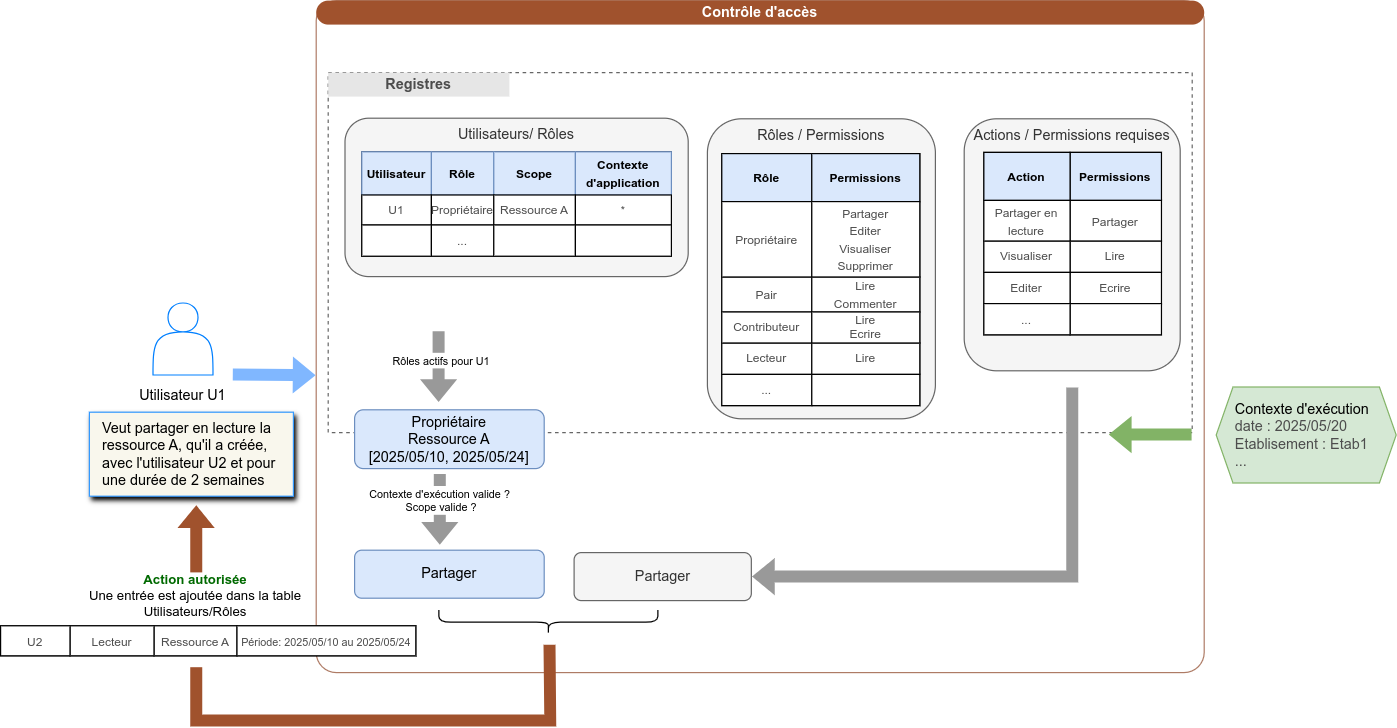 Contrôle d'accès
Registres
Utilisateurs/ Rôles
Utilisateur Rôle Scope Contexte d'application
U1 Propriétaire Ressource A *
...
Rôles / Permissions
Rôle Permissions
Propriétaire
Partager
Editer
Visualiser
Supprimer
Pair
Lire
Commenter
Contributeur
Lire
Ecrire
Lecteur Lire
...
Actions / Permissions requises
Action Permissions
Partager en
lecture
Partager
Visualiser Lire
Editer Ecrire
...
Rôles actifs pour U1
Propriétaire
Ressource A
[2025/05/10, 2025/05/24]
Contexte d'exécution valide ?
Scope valide ?
Partager
Partager
Utilisateur U1
Veut partager en lecture la
ressource A, qu'il a créée,
avec l'utilisateur U2 et pour
une durée de 2 semaines
Action autorisée
Une entrée est ajoutée dans la table
Utilisateurs/Rôles
U2 Lecteur Ressource A Période: 2025/05/10 au 2025/05/24
Contexte d'exécution
date : 2025/05/20
Etablisement : Etab1
...